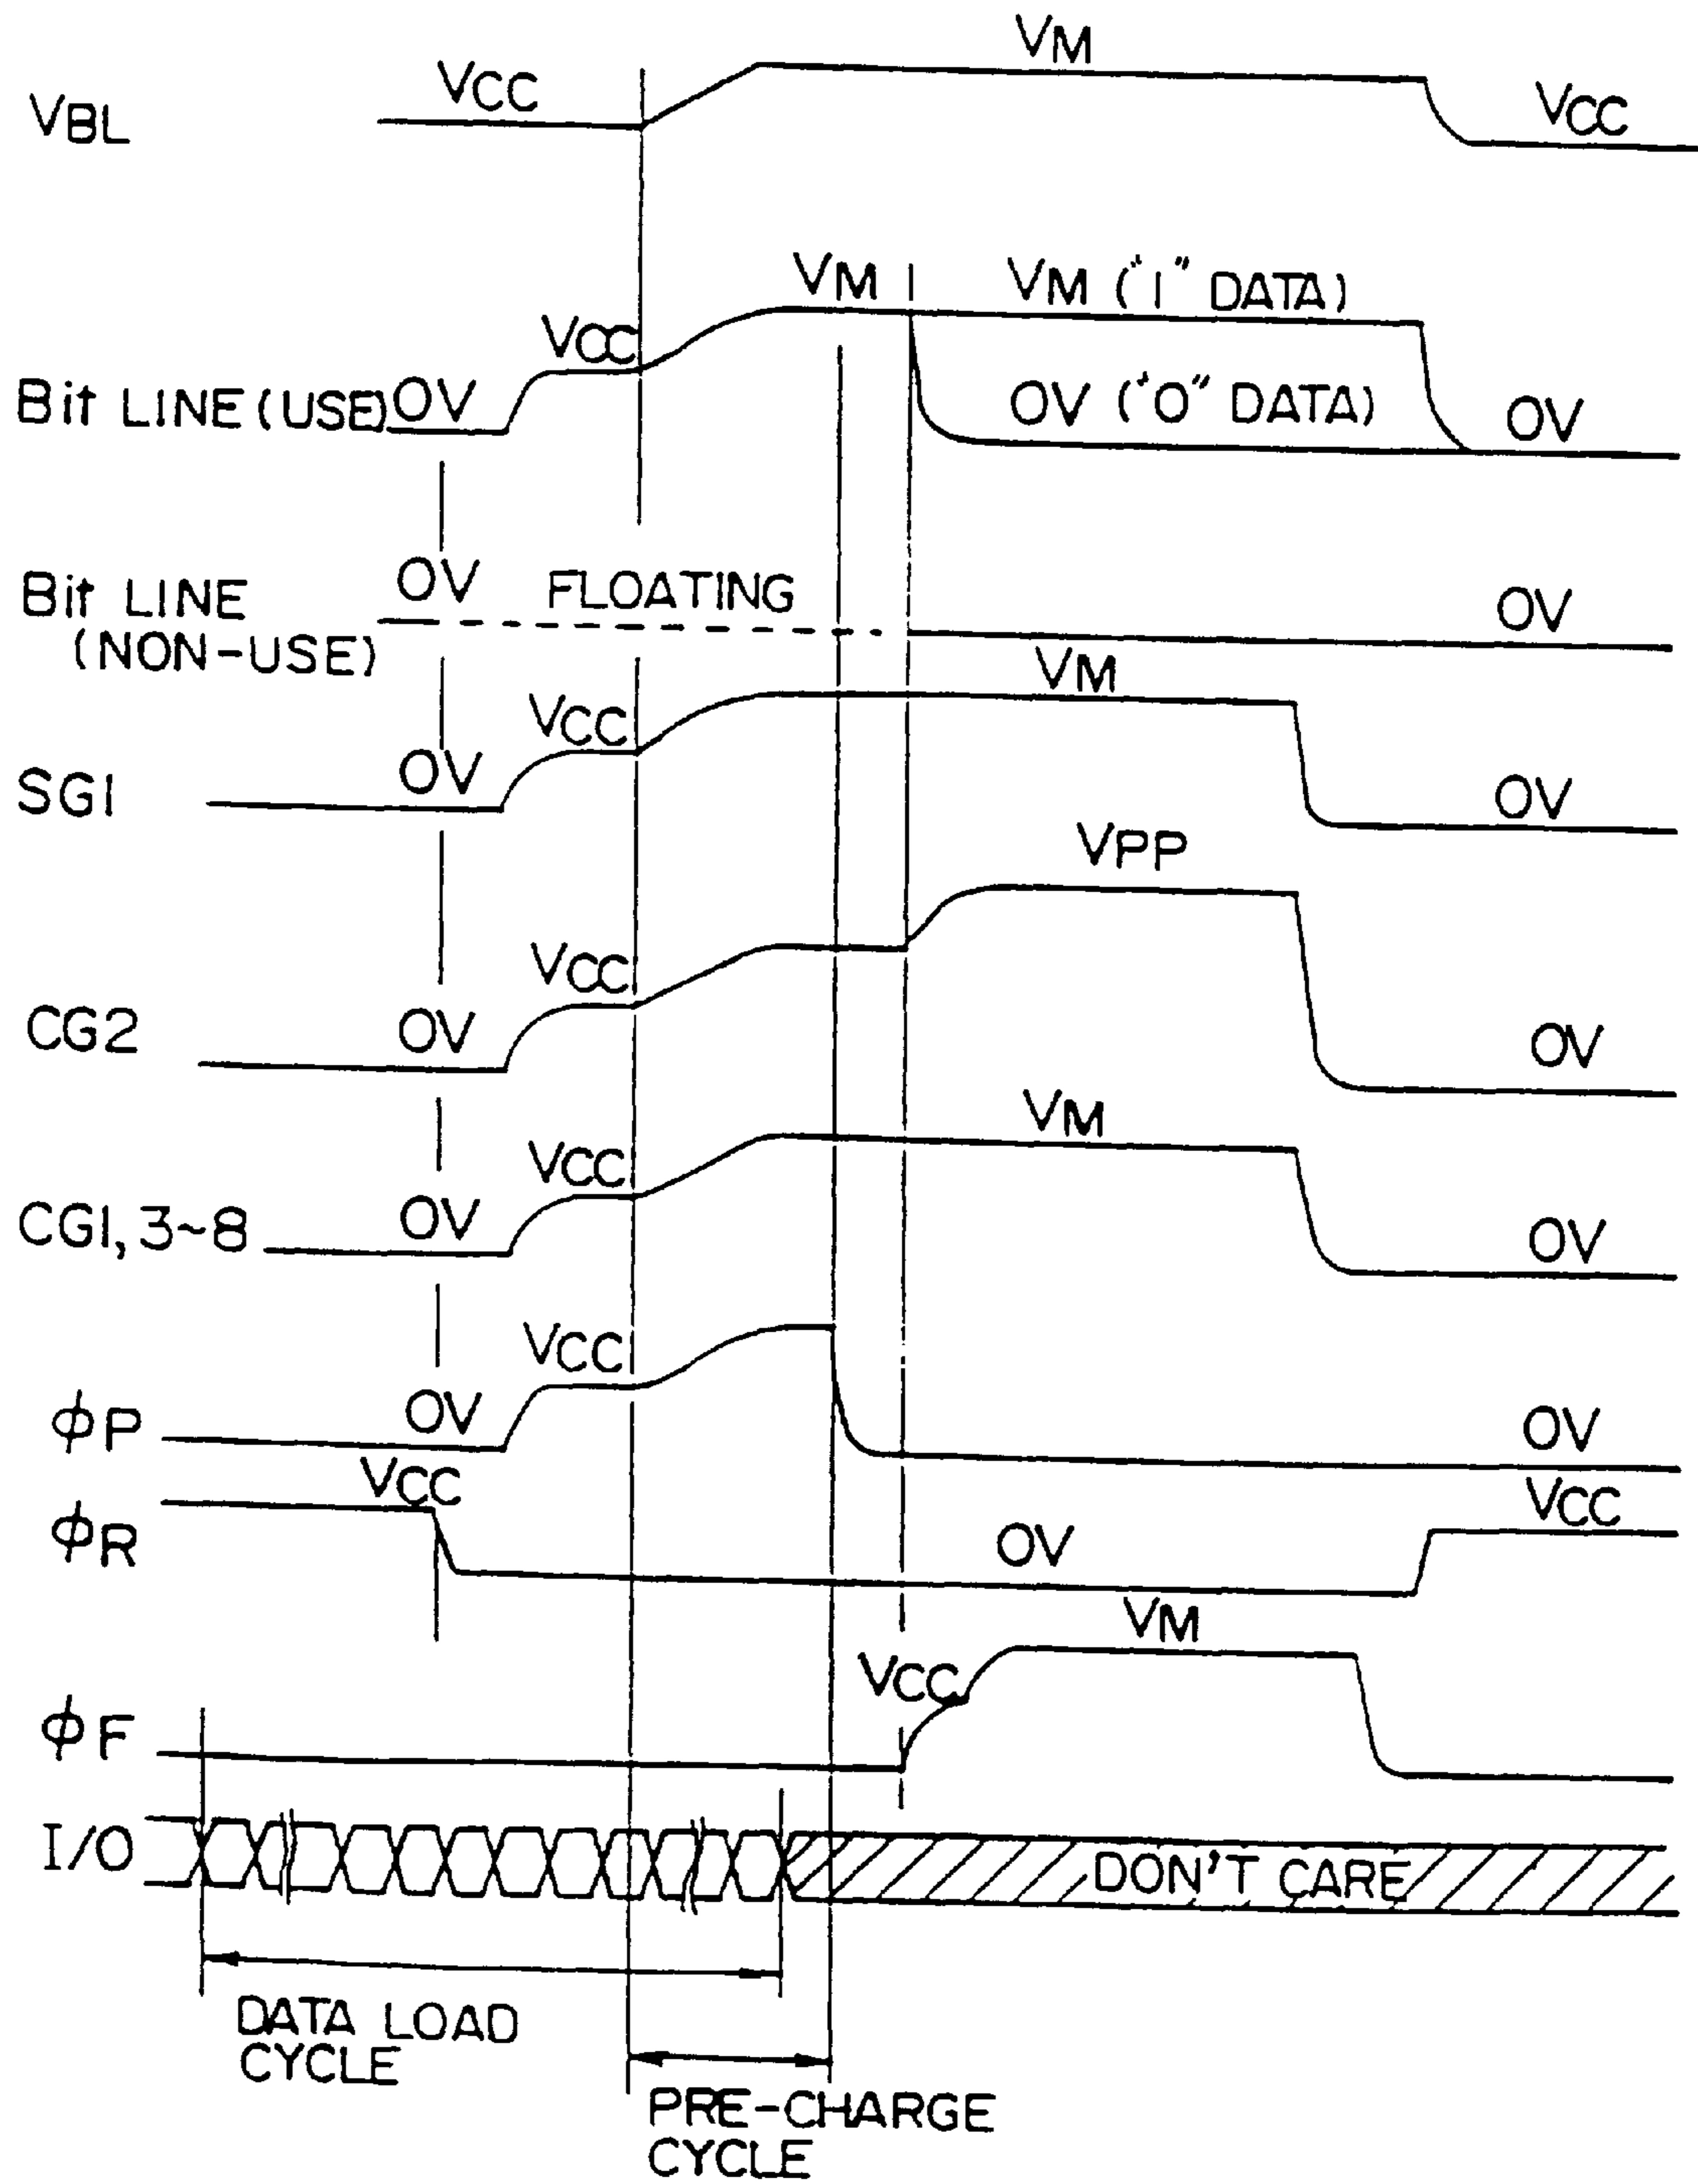 VM
VCC
VCC
VBL
VM
VM ("1" DATA)
VCC
Bit LINE (USE)
OV
OV ("0" DATA)
OV
Bit LINE
(NON-USE)
OV
FLOATING
OV
VM
VCC
SG1
OV
OV
VPP
VCC
CG2
OV
OV
VM
VCC
CG1, 3~8
OV
OV
VCC
ϕP
OV
OV
VCC
VCC
ϕR
OV
VM
VCC
ϕF
I/O
DON'T CARE
DATA LOAD
CYCLE
PRE-CHARGE
CYCLE